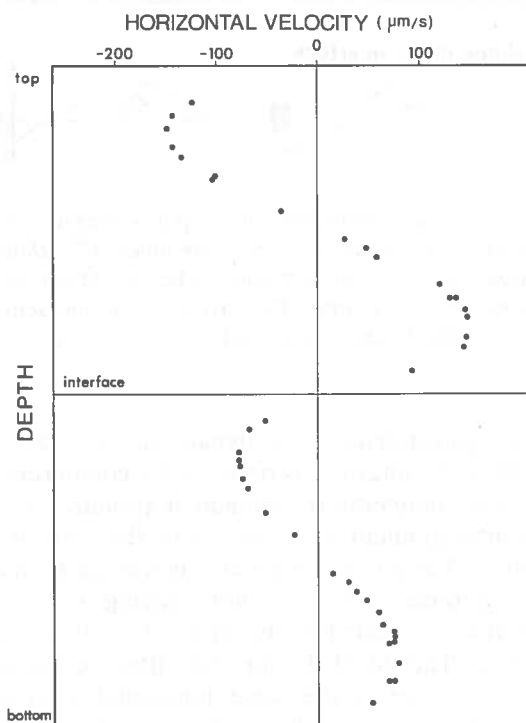 HORIZONTAL VELOCITY ( μm/s)
-200 -100 0 100
top
DEPTH
interface
bottom